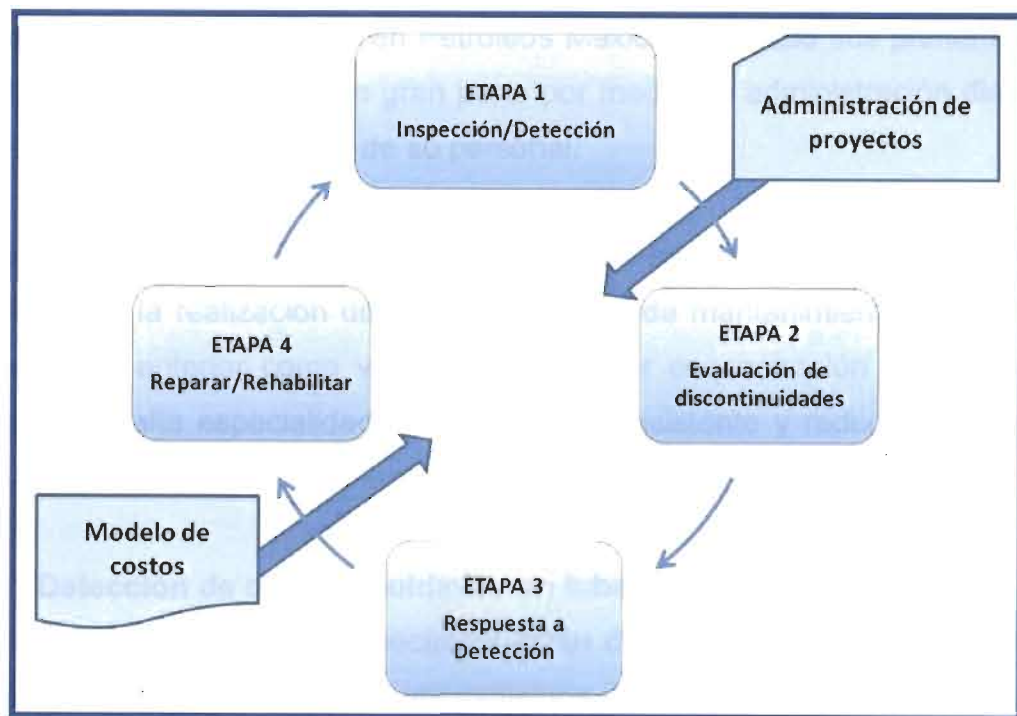 ETAPA 1
Inspección/Detección
Administración de
proyectos
ETAPA 4
Reparar/Rehabilitar
ETAPA 2
Evaluación de
discontinuidades
Modelo de
costos
ETAPA 3
Respuesta a
Detección